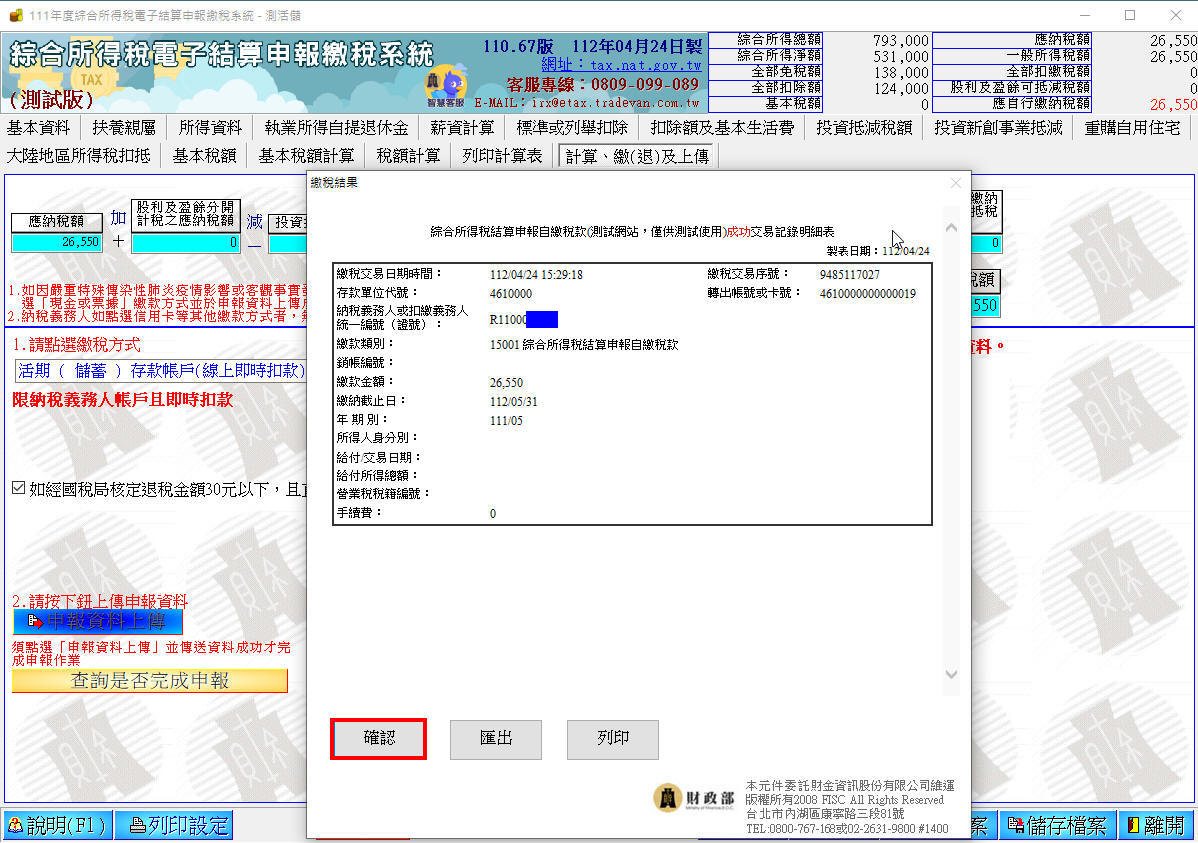 111年度綜合所得稅電子結算申報繳稅系統 - 測活儲
綜合所得稅電子結算申報繳稅系統
TAX
(測試版)
智慧客服
110.67版 112年04月24日製
網址：tax.nat.gov.tw
客服專線：0809-099-089
E-MAIL：irx@etax.tradevan.com.tw
綜合所得總額 793,000 應納稅額 26,550
綜合所得淨額 531,000 一般所得稅額 26,550
全部免稅額 138,000 全部扣繳稅額 0
全部扣除額 124,000 股利及盈餘可抵減稅額 0
基本稅額 0 應自行繳納稅額 26,550
基本資料 扶養親屬 所得資料 執業所得自提退休金 薪資計算 標準或列舉扣除 扣除額及基本生活費 投資抵減稅額 投資新創事業抵減 重購自用住宅
大陸地區所得稅扣抵 基本稅額 基本稅額計算 稅額計算 列印計算表 計算、繳(退)及上傳
應納稅額 加 股利及盈餘分開 減 投資
計稅之應納稅額
26,550 + 0 —
繳納
抵稅
0
稅額
550
1.如因嚴重特殊傳染性肺炎疫情影響或客觀事實
選「現金或票據」繳款方式並於申報資料上傳
2.納稅義務人如點選信用卡等其他繳款方式者，
資料。
1.請點選繳稅方式
活期 ( 儲蓄 ) 存款帳戶(線上即時扣款)
限納稅義務人帳戶且即時扣款
如經國稅局核定退稅金額30元以下，且
2.請按下鈕上傳申報資料
申報資料上傳
須點選「申報資料上傳」並傳送資料成功才完
成申報作業
查詢是否完成申報
繳稅結果
綜合所得稅結算申報自繳稅款(測試網站，僅供測試使用)成功交易記錄明細表
製表日期：112/04/24
繳稅交易日期時間： 112/04/24 15:29:18 繳稅交易序號： 9485117027
存款單位代號： 4610000 轉出帳號或卡號： 4610000000000019
納稅義務人或扣繳義務人
統一編號（證號）： R11000
繳款類別： 15001 綜合所得稅結算申報自繳稅款
銷帳編號：
繳款金額： 26,550
繳納截止日： 112/05/31
年 期 別： 111/05
所得人身分別：
給付/交易日期：
給付所得總額：
營業稅稅籍編號：
手續費： 0
確認 匯出 列印
財政部
Ministry of Finance,R.O.C.
本元件委託財金資訊股份有限公司維運
版權所有2008 FISC All Rights Reserved
台北市內湖區康寧路三段81號
TEL:0800-767-168或02-2631-9800 #1400
說明(F1) 列印設定 案 儲存檔案 離開